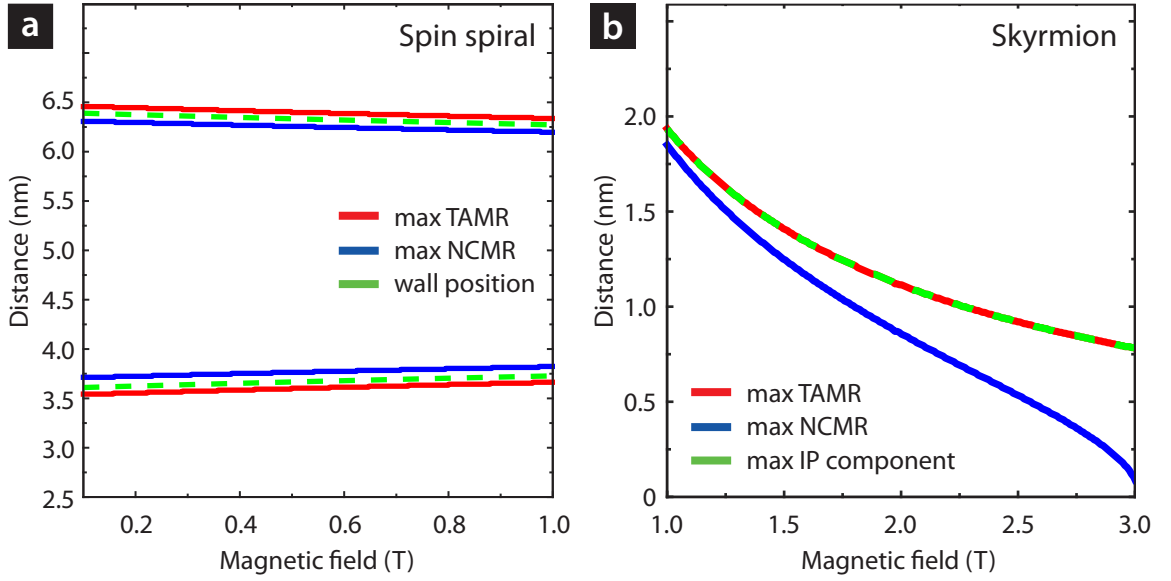 a
Spin spiral
Distance (nm)
6.5
6.0
5.5
5.0
4.5
4.0
3.5
3.0
2.5
max TAMR
max NCMR
wall position
0.2
0.4
0.6
0.8
1.0
Magnetic field (T)
b
Skyrmion
Distance (nm)
2.0
1.5
1.0
0.5
0
max TAMR
max NCMR
max IP component
1.0
1.5
2.0
2.5
3.0
Magnetic field (T)